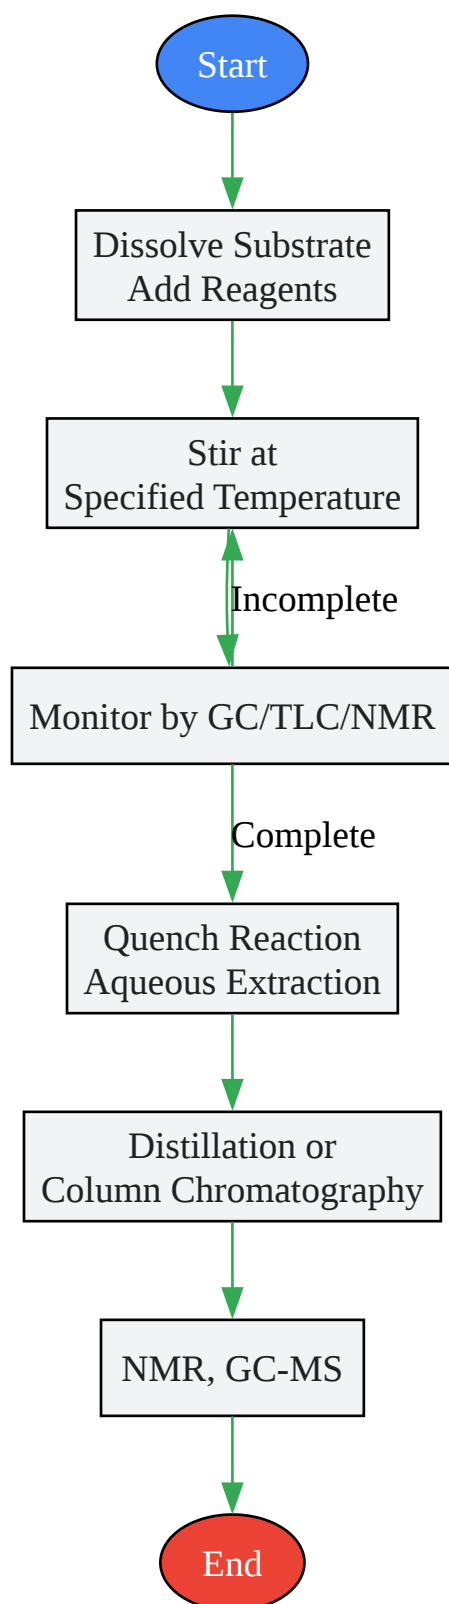 Start
Dissolve Substrate
Add Reagents
Stir at
Specified Temperature
Incomplete
Monitor by GC/TLC/NMR
Complete
Quench Reaction
Aqueous Extraction
Distillation or
Column Chromatography
NMR, GC-MS
End